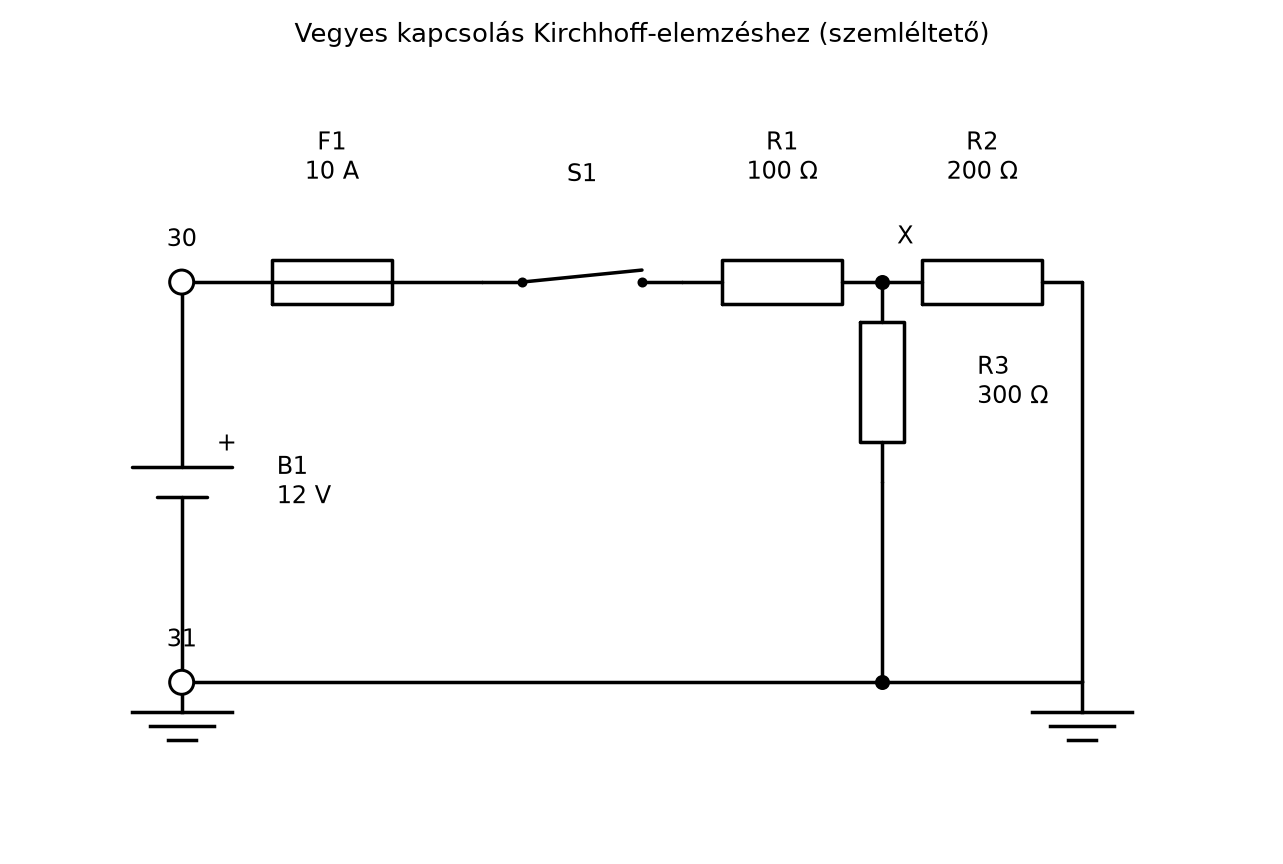 Vegyes kapcsolás Kirchhoff-elemzéshez (szemléltető)
F1
10 A
S1
R1
100 Ω
R2
200 Ω
30
X
R3
300 Ω
+
B1
12 V
31